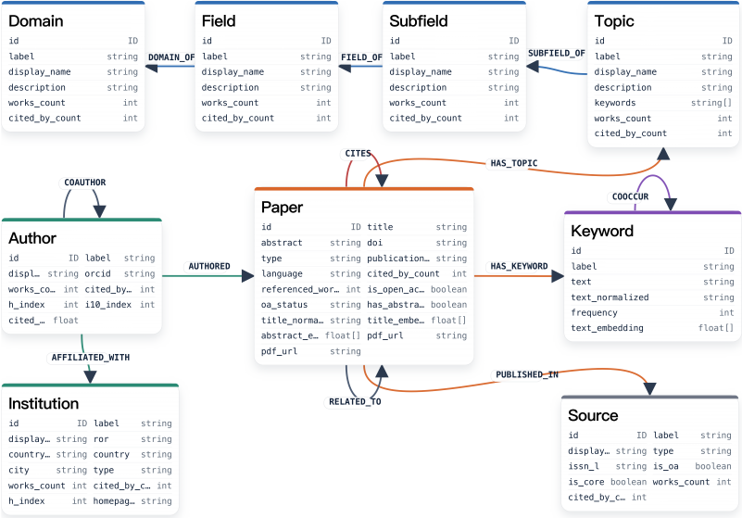 Domain
id ID
label string
display_name string
description string
works_count int
cited_by_count int
DOMAIN_OF
Field
id ID
label string
display_name string
description string
works_count int
cited_by_count int
FIELD_OF
Subfield
id ID
label string
display_name string
description string
works_count int
cited_by_count int
SUBFIELD_OF
Topic
id ID
label string
display_name string
description string
keywords string[]
works_count int
cited_by_count int
CITES
HAS_TOPIC
COAUTHOR
COOCCUR
Author
id ID label string
displ… string orcid string
works_co… int cited_by… int
h_index int i10_index int
cited_… float
AUTHORED
Paper
id ID title string
abstract string doi string
type string publication… string
language string cited_by_count int
referenced_wor… int is_open_ac… boolean
oa_status string has_abstra… boolean
title_norma… string title_embe… float[]
abstract_e… float[] pdf_url string
pdf_url string
HAS_KEYWORD
Keyword
id ID
label string
text string
text_normalized string
frequency int
text_embedding float[]
AFFILIATED_WITH
RELATED_TO
PUBLISHED_IN
Institution
id ID label string
display… string ror string
country… string country string
city string type string
works_count int cited_by_c… int
h_index int homepag… string
Source
id ID label string
display… string type string
issn_l string is_oa boolean
is_core boolean works_count int
cited_by_c… int